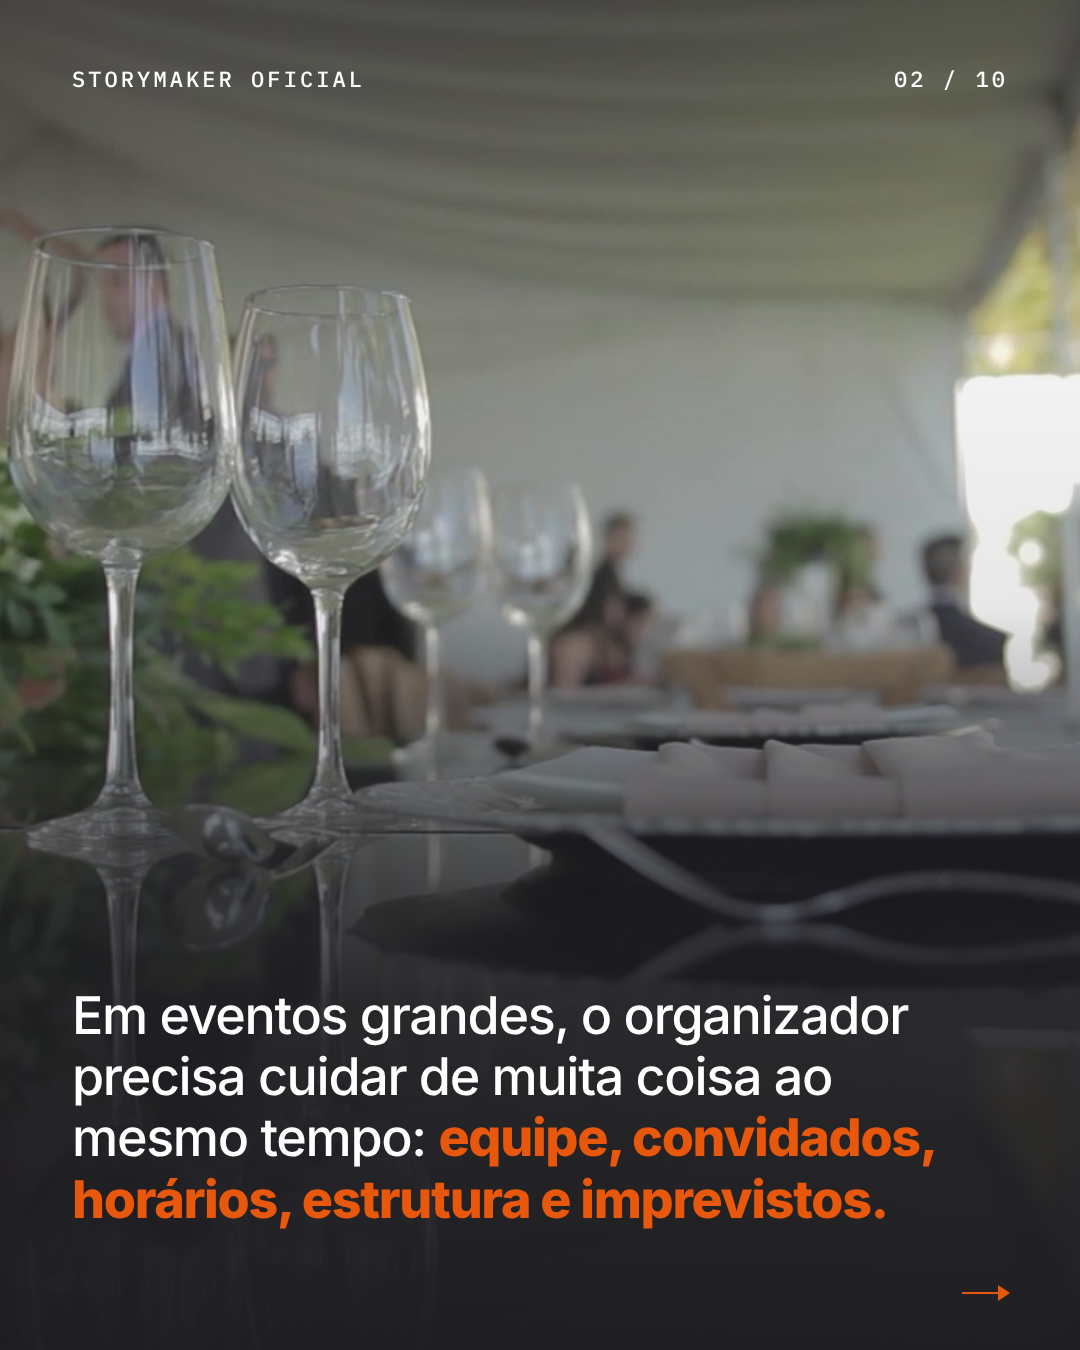 STORYMAKER OFICIAL
02 / 10
Em eventos grandes, o organizador
precisa cuidar de muita coisa ao
mesmo tempo: equipe, convidados,
horários, estrutura e imprevistos.